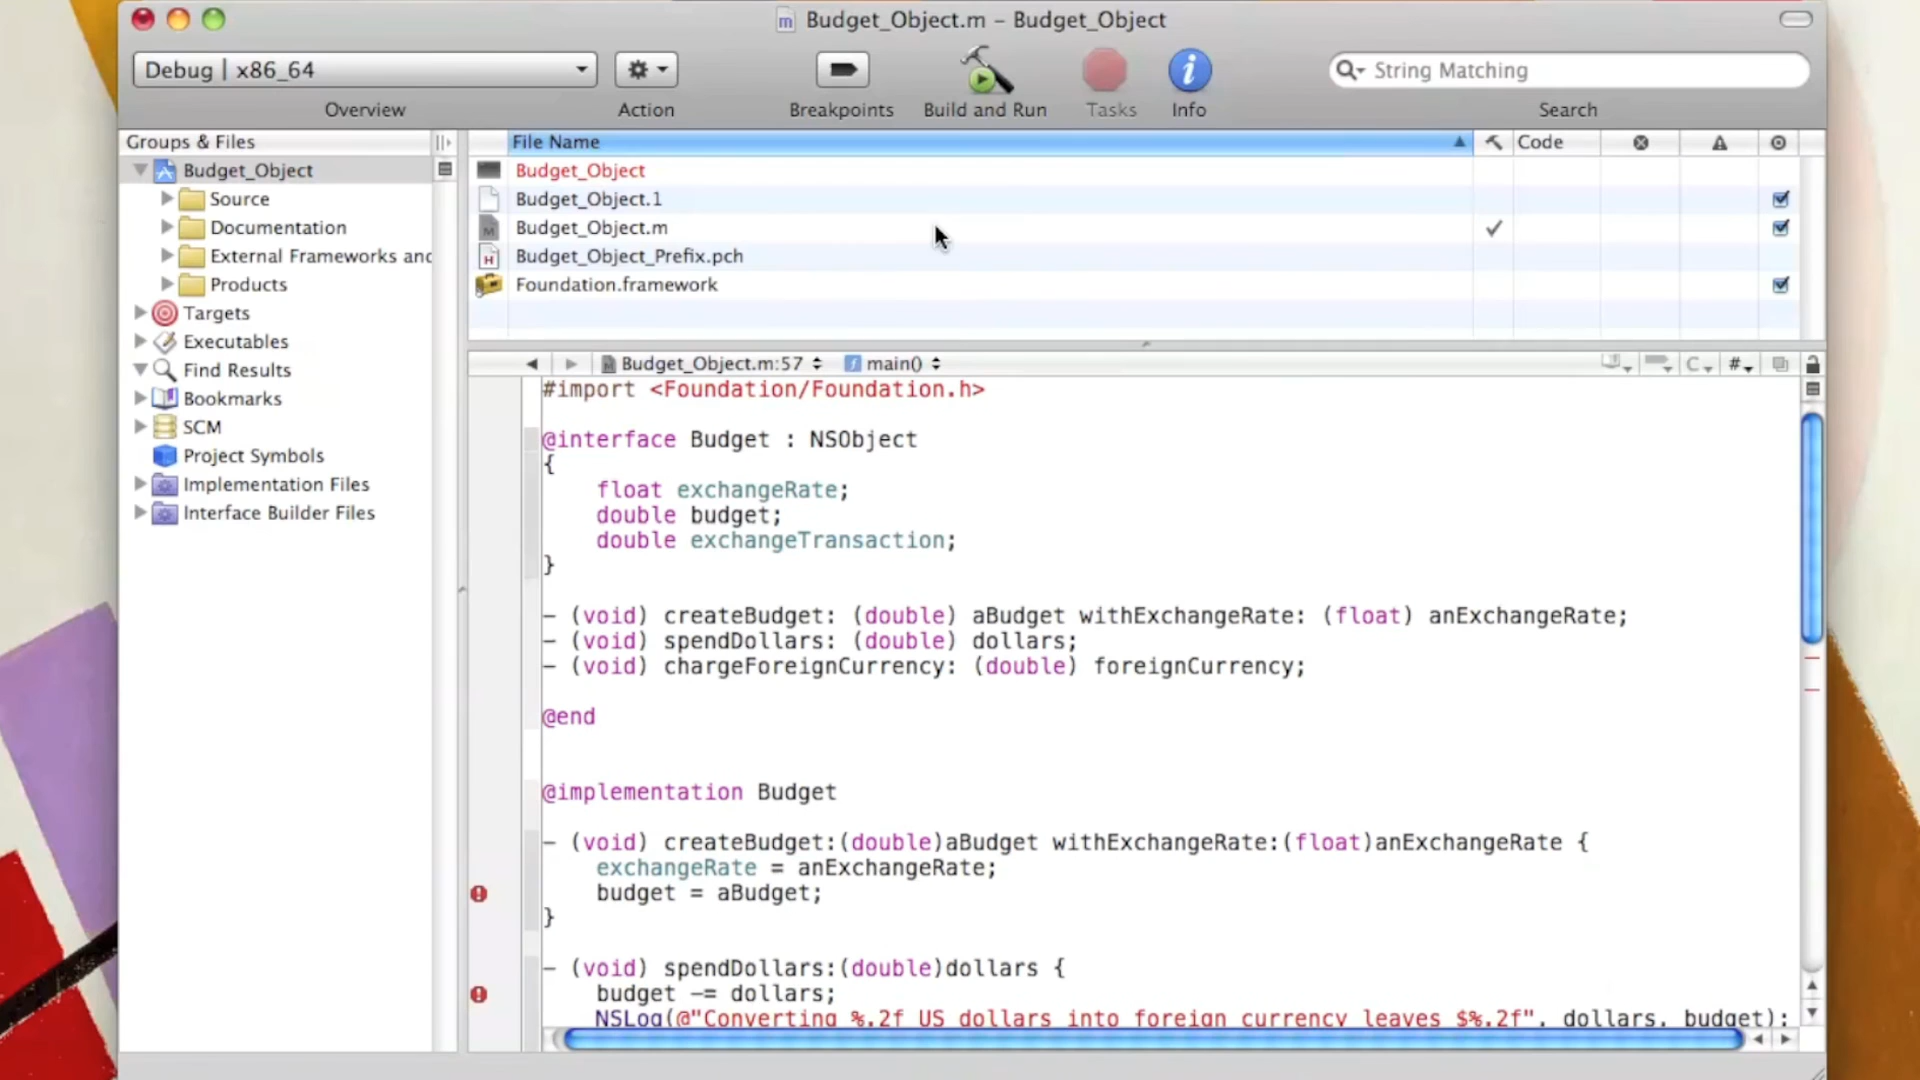 Budget_Object.m – Budget_Object
Debug | x86_64
String Matching
Overview
Action
Breakpoints
Build and Run
Tasks
Info
Search
Groups & Files
File Name
Code
Budget_Object
Source
Documentation
External Frameworks and
Products
Targets
Executables
Find Results
Bookmarks
SCM
Project Symbols
Implementation Files
Interface Builder Files
Budget_Object
Budget_Object.1
Budget_Object.m
Budget_Object_Prefix.pch
Foundation.framework
Budget_Object.m:57
main()
C
#
#import <Foundation/Foundation.h>
@interface Budget : NSObject
{
float exchangeRate;
double budget;
double exchangeTransaction;
}
– (void) createBudget: (double) aBudget withExchangeRate: (float) anExchangeRate;
– (void) spendDollars: (double) dollars;
– (void) chargeForeignCurrency: (double) foreignCurrency;
@end
@implementation Budget
– (void) createBudget:(double)aBudget withExchangeRate:(float)anExchangeRate {
exchangeRate = anExchangeRate;
budget = aBudget;
}
– (void) spendDollars:(double)dollars {
budget –= dollars;
NSLog(@"Converting %.2f US dollars into foreign currency leaves $%.2f", dollars, budget);